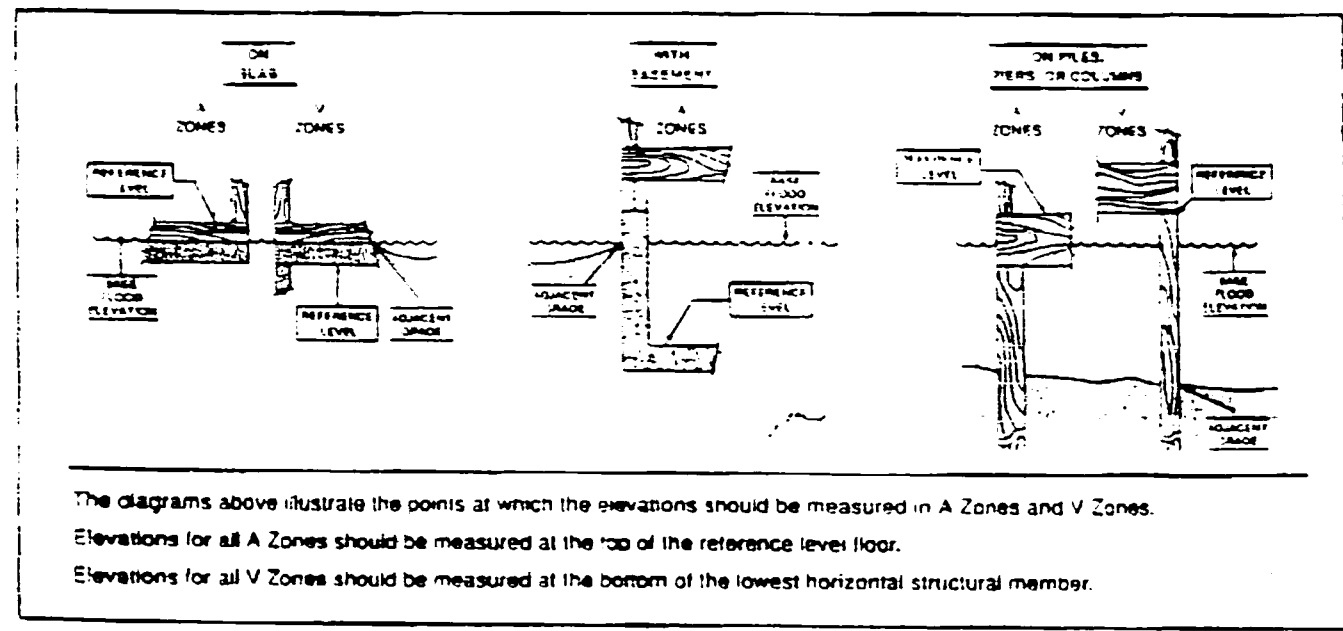 ON
SLAB
A
ZONES
V
ZONES
REFERENCE
LEVEL
BASE
FLOOD
ELEVATION
REFERENCE
LEVEL
ADJACENT
GRADE
WITH
BASEMENT
A
ZONES
BASE
FLOOD
ELEVATION
ADJACENT
GRADE
REFERENCE
LEVEL
ON PILES,
PIERS, OR COLUMNS
A
ZONES
V
ZONES
REFERENCE
LEVEL
REFERENCE
LEVEL
BASE
FLOOD
ELEVATION
ADJACENT
GRADE
The diagrams above illustrate the points at which the elevations should be measured in A Zones and V Zones.
Elevations for all A Zones should be measured at the top of the reference level floor.
Elevations for all V Zones should be measured at the bottom of the lowest horizontal structural member.